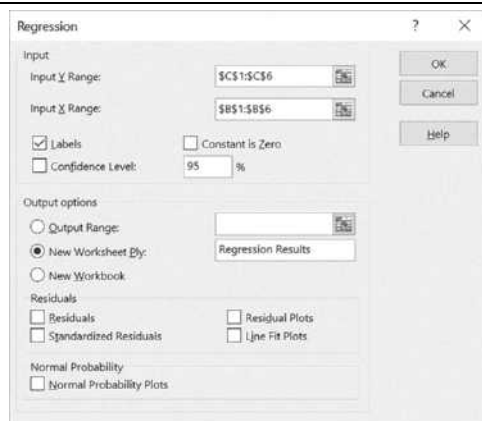 Regression ? ×
Input
Input Y Range: $C$1:$C$6
Input X Range: $B$1:$B$6
Labels Constant is Zero
Confidence Level: 95 %
OK
Cancel
Help
Output options
Output Range:
New Worksheet Ply: Regression Results
New Workbook
Residuals
Residuals Residual Plots
Standardized Residuals Line Fit Plots
Normal Probability
Normal Probability Plots